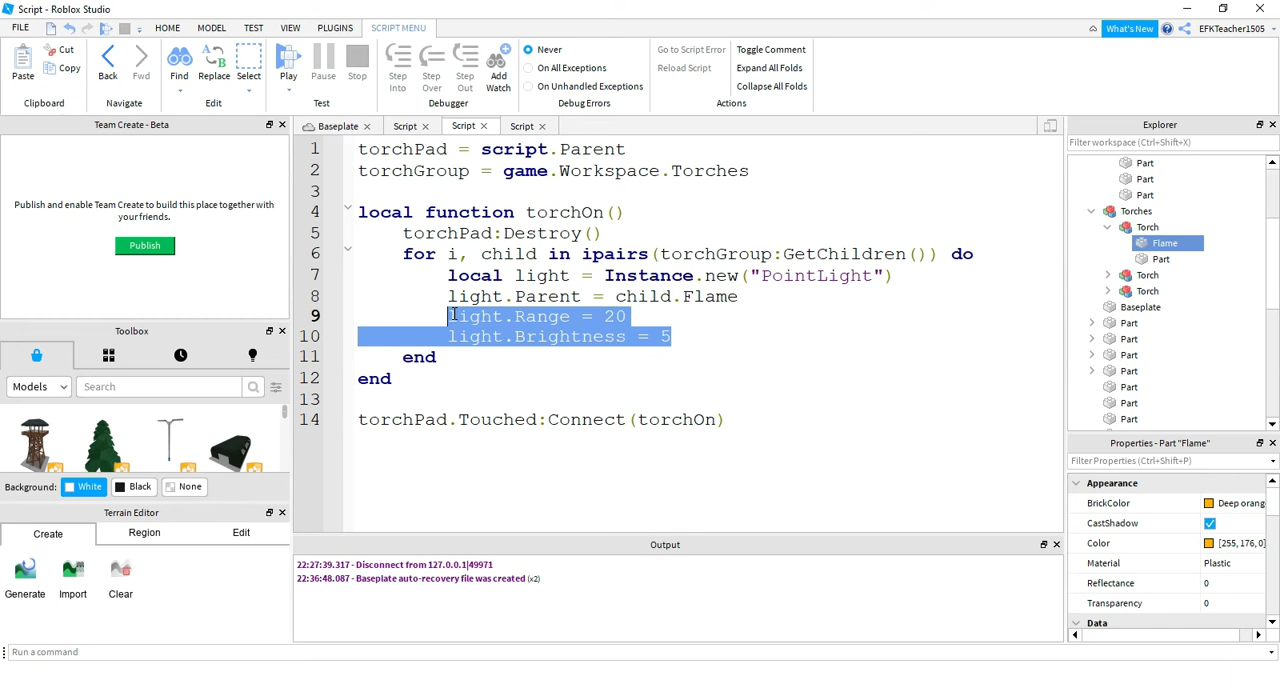 Script - Roblox Studio
FILE HOME MODEL TEST VIEW PLUGINS SCRIPT MENU What's New EFKTeacher1505
Cut
Copy
Paste Back Fwd Find Replace Select Play Pause Stop
Step Into
Step Over
Step Out
Add Watch
Never
On All Exceptions
On Unhandled Exceptions
Go to Script Error
Reload Script
Toggle Comment
Expand All Folds
Collapse All Folds
Clipboard Navigate Edit Test Debugger Debug Errors Actions
Team Create - Beta
Publish and enable Team Create to build this place together with
your friends.
Publish
Toolbox
Models Search
Background: White Black None
Terrain Editor
Create Region Edit
Generate Import Clear
Baseplate Script Script Script
1 torchPad = script.Parent
2 torchGroup = game.Workspace.Torches
3
4 local function torchOn()
5 torchPad:Destroy()
6 for i, child in ipairs(torchGroup:GetChildren()) do
7 local light = Instance.new("PointLight")
8 light.Parent = child.Flame
9 light.Range = 20
10 light.Brightness = 5
11 end
12 end
13
14 torchPad.Touched:Connect(torchOn)
Output
22:27:39.317 - Disconnect from 127.0.0.1|49971
22:36:48.087 - Baseplate auto-recovery file was created (x2)
Explorer
Filter workspace (Ctrl+Shift+X)
Part
Part
Part
Torches
Torch
Flame
Part
Torch
Torch
Baseplate
Part
Part
Part
Part
Part
Part
Part
Properties - Part "Flame"
Filter Properties (Ctrl+Shift+P)
Appearance
BrickColor Deep orang
CastShadow
Color [255, 176, 0]
Material Plastic
Reflectance 0
Transparency 0
Data
Run a command